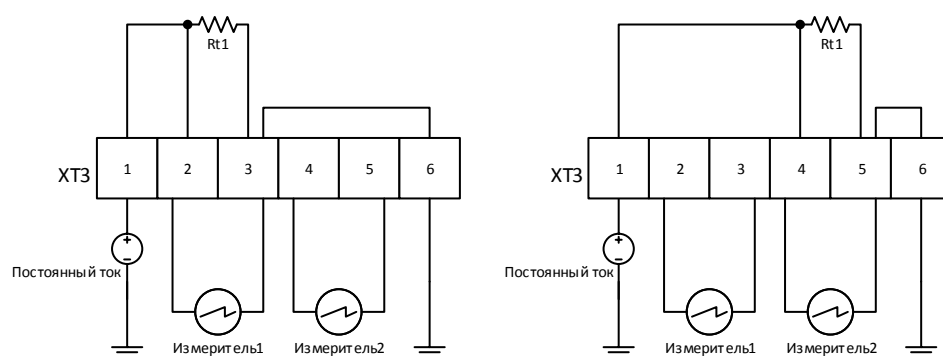 Rt1
XT3 1 2 3 4 5 6
Постоянный ток
+
−
Измеритель1 Измеритель2
Rt1
XT3 1 2 3 4 5 6
Постоянный ток
+
−
Измеритель1 Измеритель2